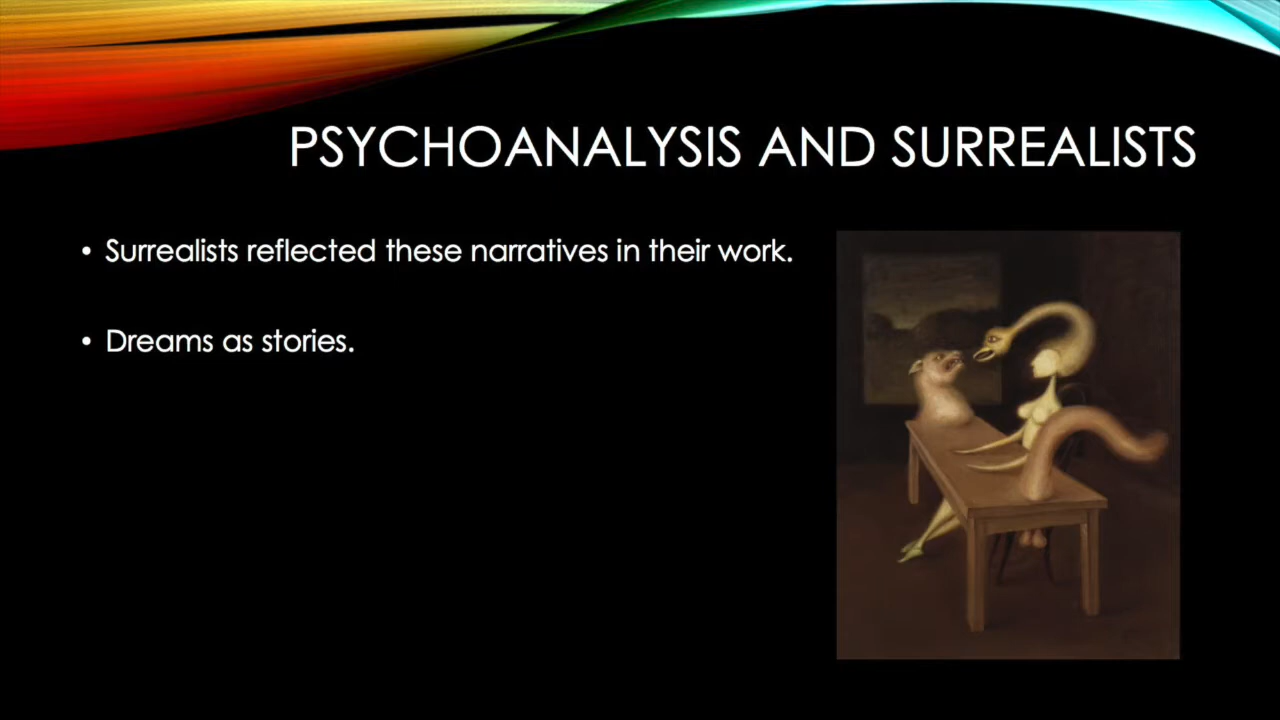 PSYCHOANALYSIS AND SURREALISTS
• Surrealists reflected these narratives in their work.
• Dreams as stories.